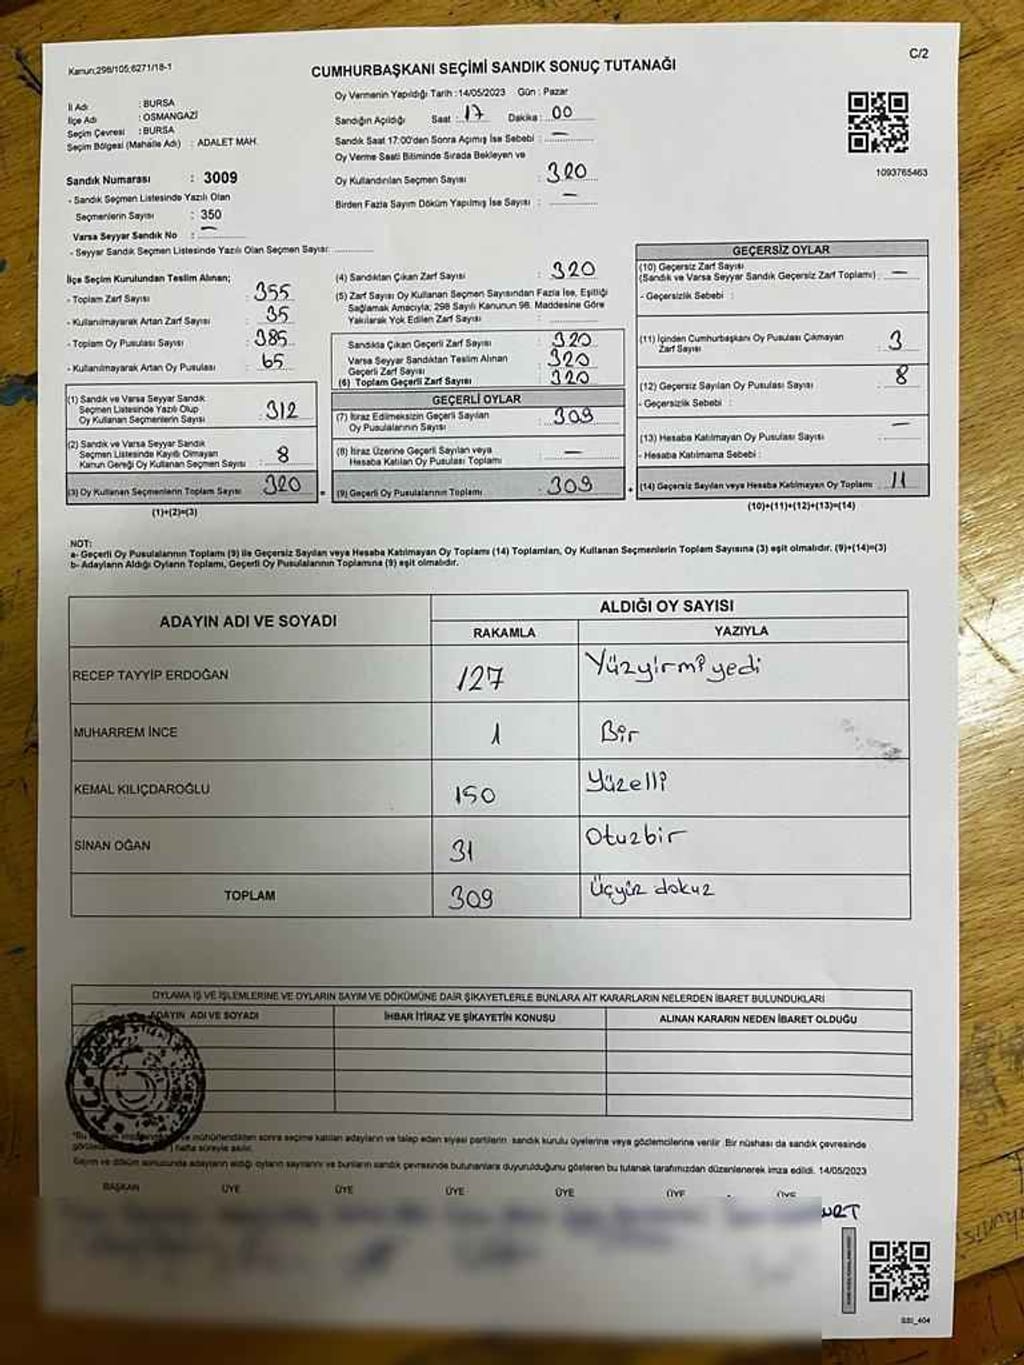 Kanun;298/105;6271/18-1
C/2
CUMHURBAŞKANI SEÇİMİ SANDIK SONUÇ TUTANAĞI
İl Adı : BURSA
İlçe Adı : OSMANGAZİ
Seçim Çevresi : BURSA
Seçim Bölgesi (Mahalle Adı) : ADALET MAH.
Sandık Numarası : 3009
- Sandık Seçmen Listesinde Yazılı Olan
Seçmenlerin Sayısı : 350
Varsa Seyyar Sandık No : —
- Seyyar Sandık Seçmen Listesinde Yazılı Olan Seçmen Sayısı:
Oy Vermenin Yapıldığı Tarih :14/05/2023 Gün : Pazar
Sandığın Açıldığı Saat : 17 Dakika : 00
Sandık Saat 17:00'den Sonra Açımış İse Sebebi : —
Oy Verme Saati Bitiminde Sırada Bekleyen ve
Oy Kullandırılan Seçmen Sayısı : 320
Birden Fazla Sayım Döküm Yapılmış İse Sayısı : —
1093765463
İlçe Seçim Kurulundan Teslim Alınan;
- Toplam Zarf Sayısı : 355
- Kullanılmayarak Artan Zarf Sayısı : 35
- Toplam Oy Pusulası Sayısı : 385
- Kullanılmayarak Artan Oy Pusulası : 65
(1) Sandık ve Varsa Seyyar Sandık
Seçmen Listesinde Yazılı Olup
Oy Kullanan Seçmenlerin Sayısı : 312
(2) Sandık ve Varsa Seyyar Sandık
Seçmen Listesinde Kayıtlı Olmayan
Kanun Gereği Oy Kullanan Seçmen Sayısı : 8
(3) Oy Kullanan Seçmenlerin Toplam Sayısı : 320
(1)+(2)=(3)
(4) Sandıktan Çıkan Zarf Sayısı : 320
(5) Zarf Sayısı Oy Kullanan Seçmen Sayısından Fazla İse, Eşitliği
Sağlamak Amacıyla; 298 Sayılı Kanunun 98. Maddesine Göre
Yakılarak Yok Edilen Zarf Sayısı :
Sandıkta Çıkan Geçerli Zarf Sayısı : 320
Varsa Seyyar Sandıktan Teslim Alınan
Geçerli Zarf Sayısı : 320
(6) Toplam Geçerli Zarf Sayısı : 320
GEÇERLİ OYLAR
(7) İtiraz Edilmeksizin Geçerli Sayılan
Oy Pusulalarının Sayısı : 309
(8) İtiraz Üzerine Geçerli Sayılan veya
Hesaba Katılan Oy Pusulası Toplamı : —
= (9) Geçerli Oy Pusulalarının Toplamı : 309
GEÇERSİZ OYLAR
(10) Geçersiz Zarf Sayısı
(Sandık ve Varsa Seyyar Sandık Geçersiz Zarf Toplamı) : —
- Geçersizlik Sebebi :
(11) İçinden Cumhurbaşkanı Oy Pusulası Çıkmayan
Zarf Sayısı : 3
(12) Geçersiz Sayılan Oy Pusulası Sayısı : 8
- Geçersizlik Sebebi :
(13) Hesaba Katılmayan Oy Pusulası Sayısı : —
- Hesaba Katılmama Sebebi :
+ (14) Geçersiz Sayılan veya Hesaba Katılmayan Oy Toplamı : 11
(10)+(11)+(12)+(13)=(14)
NOT:
a- Geçerli Oy Pusulalarının Toplamı (9) ile Geçersiz Sayılan veya Hesaba Katılmayan Oy Toplamı (14) Toplamları, Oy Kullanan Seçmenlerin Toplam Sayısına (3) eşit olmalıdır. (9)+(14)=(3)
b- Adayların Aldığı Oyların Toplamı, Geçerli Oy Pusulalarının Toplamına (9) eşit olmalıdır.
ADAYIN ADI VE SOYADI
ALDIĞI OY SAYISI
RAKAMLA YAZIYLA
RECEP TAYYİP ERDOĞAN 127 Yüzyirmiyedi
MUHARREM İNCE 1 Bir
KEMAL KILIÇDAROĞLU 150 Yüzelli
SİNAN OĞAN 31 Otuzbir
TOPLAM 309 Üçyüz dokuz
OYLAMA İŞ VE İŞLEMLERİNE VE OYLARIN SAYIM VE DÖKÜMÜNE DAİR ŞİKAYETLERLE BUNLARA AİT KARARLARIN NELERDEN İBARET BULUNDUKLARI
ADAYIN ADI VE SOYADI İHBAR İTİRAZ VE ŞİKAYETİN KONUSU ALINAN KARARIN NEDEN İBARET OLDUĞU
ve mühürlendikten sonra seçime katılan adayların ve talep eden siyasi partilerin sandık kurulu üyelerine veya gözlemcilerine verilir. Bir nüshası da sandık çevresinde
hafta süreyle asılır.
Sayım ve döküm sonucunda adayların aldığı oyların sayılarını ve bunların sandık çevresinde bulunanlara duyurulduğunu gösteren bu tutanak tarafımızdan düzenlenerek imza edildi. 14/05/2023
BAŞKAN ÜYE ÜYE ÜYE ÜYE ÜYE ÜYE